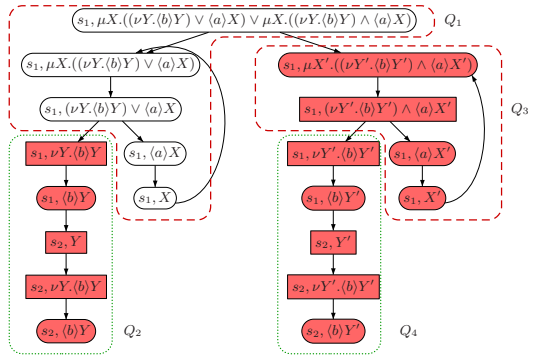 s₁, μX.((νY.⟨b⟩Y) ∨ ⟨a⟩X) ∨ μX.((νY.⟨b⟩Y) ∧ ⟨a⟩X)
Q₁
s₁, μX.((νY.⟨b⟩Y) ∨ ⟨a⟩X)
s₁, μX′.((νY′.⟨b⟩Y′) ∧ ⟨a⟩X′)
s₁, (νY.⟨b⟩Y) ∨ ⟨a⟩X
s₁, (νY′.⟨b⟩Y′) ∧ ⟨a⟩X′
Q₃
s₁, νY.⟨b⟩Y
s₁, ⟨a⟩X
s₁, νY′.⟨b⟩Y′
s₁, ⟨a⟩X′
s₁, ⟨b⟩Y
s₁, X
s₁, ⟨b⟩Y′
s₁, X′
s₂, Y
s₂, Y′
s₂, νY.⟨b⟩Y
s₂, νY′.⟨b⟩Y′
s₂, ⟨b⟩Y
Q₂
s₂, ⟨b⟩Y′
Q₄